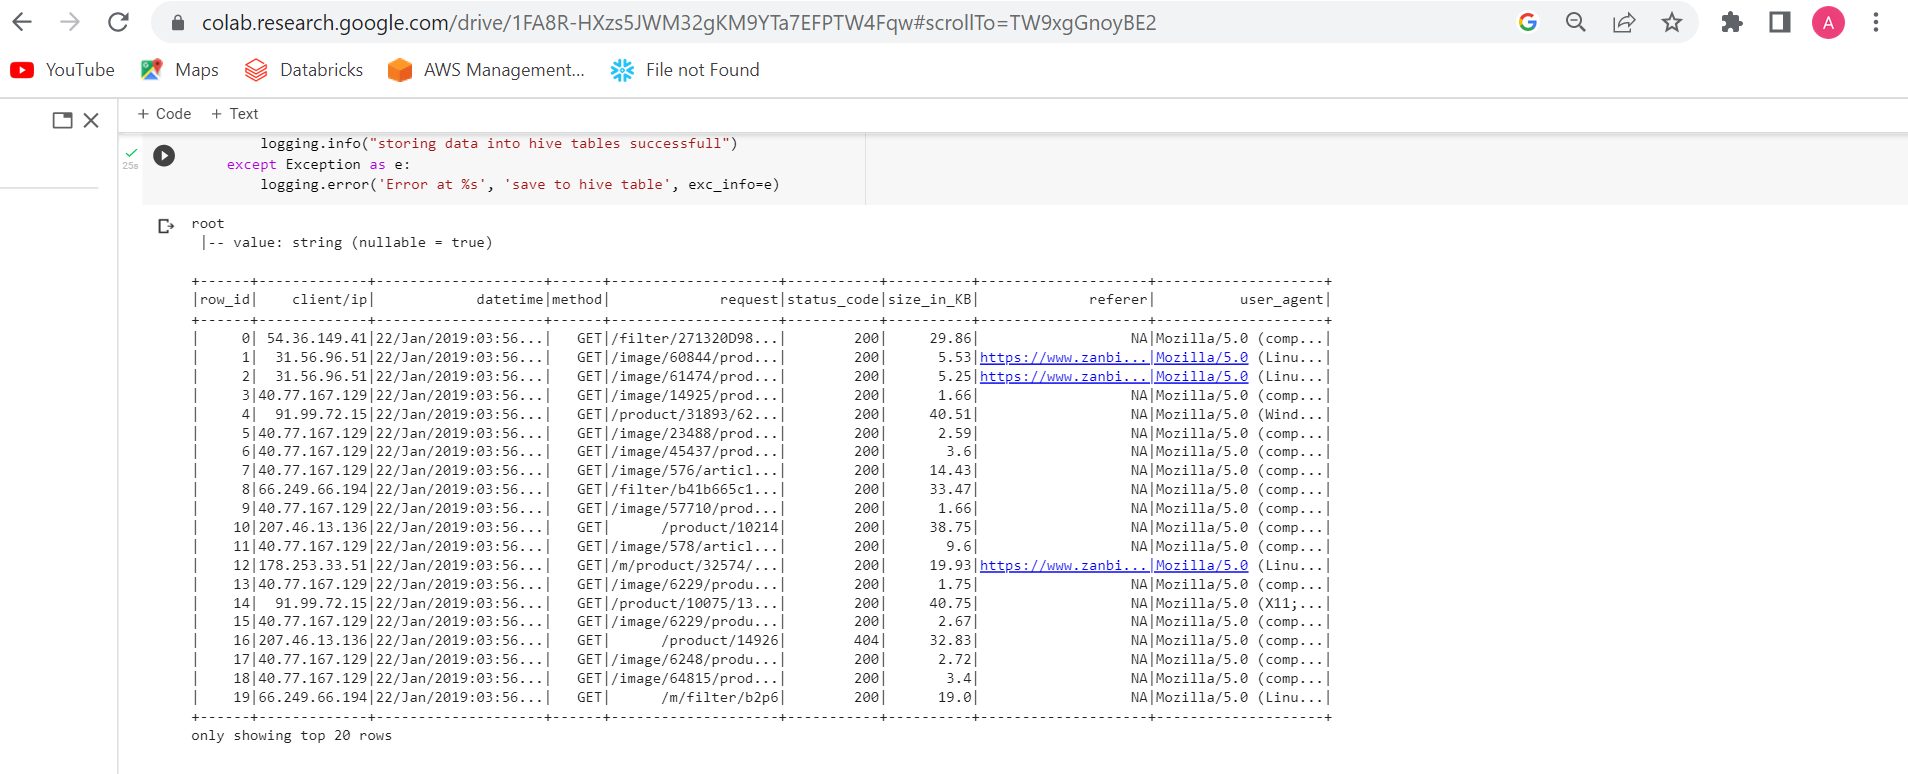 colab.research.google.com/drive/1FA8R-HXzs5JWM32gKM9YTa7EFPTW4Fqw#scrollTo=TW9xgGnoyBE2
A
YouTube Maps Databricks AWS Management... File not Found
+ Code + Text
25s
logging.info("storing data into hive tables successfull")
except Exception as e:
logging.error('Error at %s', 'save to hive table', exc_info=e)
root
|-- value: string (nullable = true)
+------+-------------+--------------------+------+--------------------+-----------+----------+--------------------+--------------------+
|row_id|    client/ip|            datetime|method|             request|status_code|size_in_KB|             referer|          user_agent|
+------+-------------+--------------------+------+--------------------+-----------+----------+--------------------+--------------------+
|     0| 54.36.149.41|22/Jan/2019:03:56...|   GET|/filter/271320D98...|        200|     29.86|                  NA|Mozilla/5.0 (comp...|
|     1|  31.56.96.51|22/Jan/2019:03:56...|   GET|/image/60844/prod...|        200|      5.53|https://www.zanbi...|Mozilla/5.0 (Linu...|
|     2|  31.56.96.51|22/Jan/2019:03:56...|   GET|/image/61474/prod...|        200|      5.25|https://www.zanbi...|Mozilla/5.0 (Linu...|
|     3|40.77.167.129|22/Jan/2019:03:56...|   GET|/image/14925/prod...|        200|      1.66|                  NA|Mozilla/5.0 (comp...|
|     4|  91.99.72.15|22/Jan/2019:03:56...|   GET|/product/31893/62...|        200|     40.51|                  NA|Mozilla/5.0 (Wind...|
|     5|40.77.167.129|22/Jan/2019:03:56...|   GET|/image/23488/prod...|        200|      2.59|                  NA|Mozilla/5.0 (comp...|
|     6|40.77.167.129|22/Jan/2019:03:56...|   GET|/image/45437/prod...|        200|       3.6|                  NA|Mozilla/5.0 (comp...|
|     7|40.77.167.129|22/Jan/2019:03:56...|   GET|/image/576/articl...|        200|     14.43|                  NA|Mozilla/5.0 (comp...|
|     8|66.249.66.194|22/Jan/2019:03:56...|   GET|/filter/b41b665c1...|        200|     33.47|                  NA|Mozilla/5.0 (comp...|
|     9|40.77.167.129|22/Jan/2019:03:56...|   GET|/image/57710/prod...|        200|      1.66|                  NA|Mozilla/5.0 (comp...|
|    10|207.46.13.136|22/Jan/2019:03:56...|   GET|      /product/10214|        200|     38.75|                  NA|Mozilla/5.0 (comp...|
|    11|40.77.167.129|22/Jan/2019:03:56...|   GET|/image/578/articl...|        200|       9.6|                  NA|Mozilla/5.0 (comp...|
|    12|178.253.33.51|22/Jan/2019:03:56...|   GET|/m/product/32574/...|        200|     19.93|https://www.zanbi...|Mozilla/5.0 (Linu...|
|    13|40.77.167.129|22/Jan/2019:03:56...|   GET|/image/6229/produ...|        200|      1.75|                  NA|Mozilla/5.0 (comp...|
|    14|  91.99.72.15|22/Jan/2019:03:56...|   GET|/product/10075/13...|        200|     40.75|                  NA|Mozilla/5.0 (X11;...|
|    15|40.77.167.129|22/Jan/2019:03:56...|   GET|/image/6229/produ...|        200|      2.67|                  NA|Mozilla/5.0 (comp...|
|    16|207.46.13.136|22/Jan/2019:03:56...|   GET|      /product/14926|        404|     32.83|                  NA|Mozilla/5.0 (comp...|
|    17|40.77.167.129|22/Jan/2019:03:56...|   GET|/image/6248/produ...|        200|      2.72|                  NA|Mozilla/5.0 (comp...|
|    18|40.77.167.129|22/Jan/2019:03:56...|   GET|/image/64815/prod...|        200|       3.4|                  NA|Mozilla/5.0 (comp...|
|    19|66.249.66.194|22/Jan/2019:03:56...|   GET|      /m/filter/b2p6|        200|      19.0|                  NA|Mozilla/5.0 (Linu...|
+------+-------------+--------------------+------+--------------------+-----------+----------+--------------------+--------------------+
only showing top 20 rows